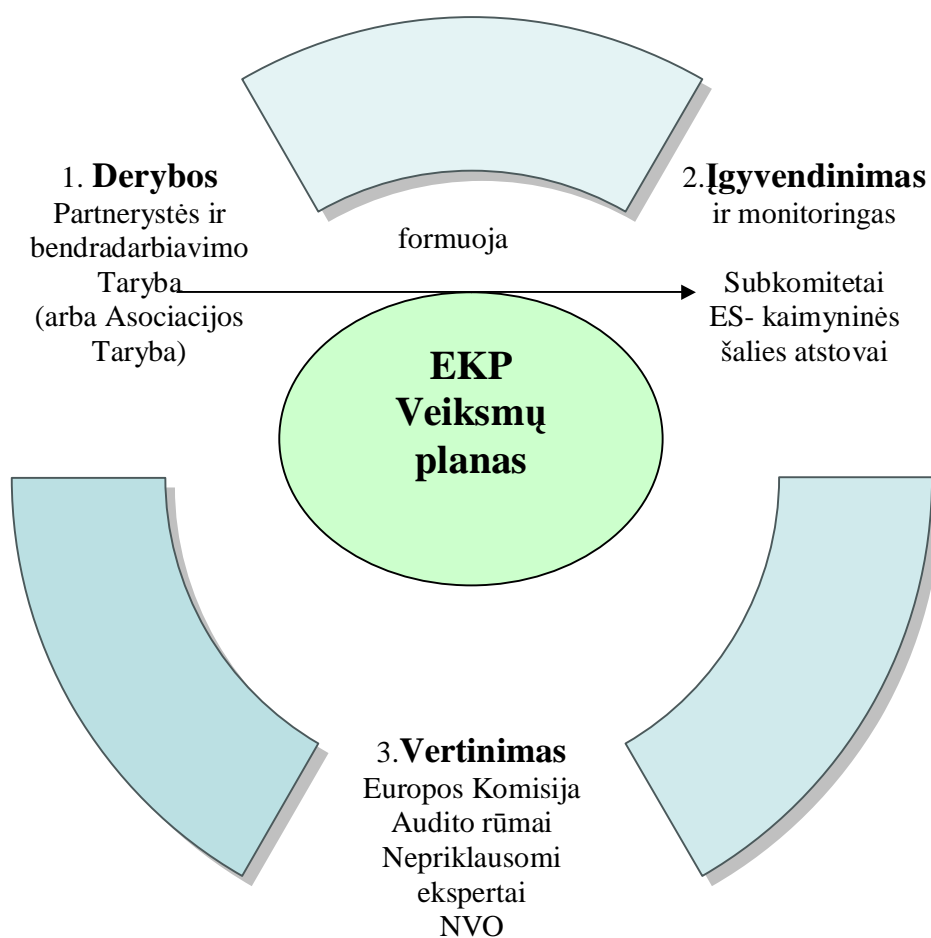 1. Derybos
Partnerystės ir
bendradarbiavimo
Taryba
(arba Asociacijos
Taryba)
formuoja
2.Įgyvendinimas
ir monitoringas
Subkomitetai
ES- kaimyninės
šalies atstovai
EKP
Veiksmų
planas
3.Vertinimas
Europos Komisija
Audito rūmai
Nepriklausomi
ekspertai
NVO